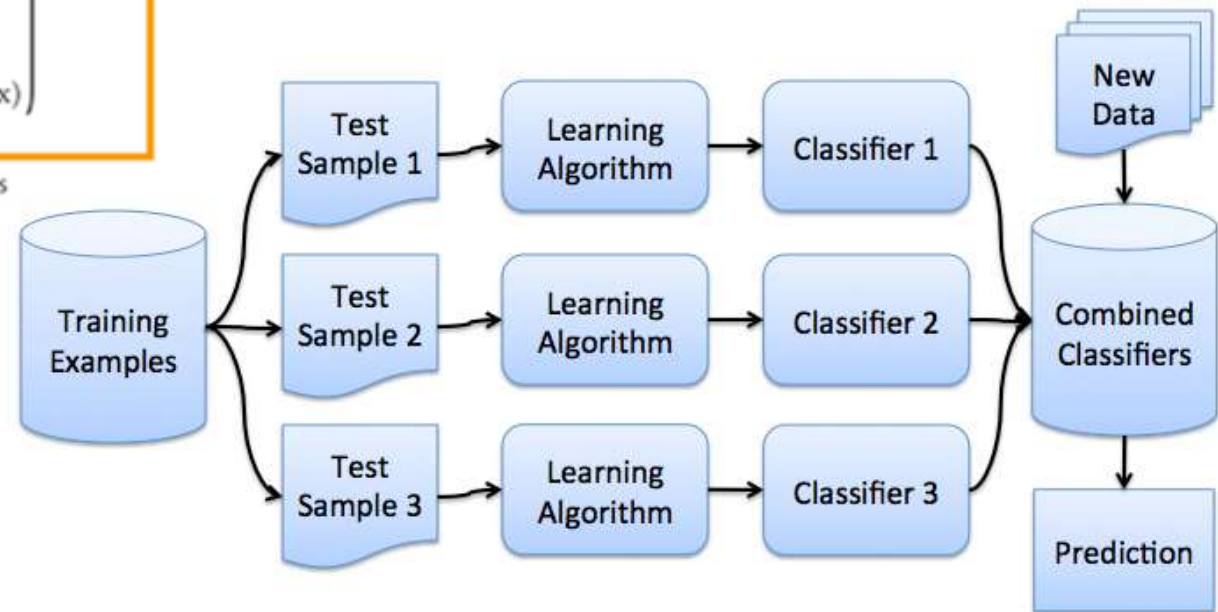 x)
s
Training
Examples
Test
Sample 1
Learning
Algorithm
Classifier 1
Test
Sample 2
Learning
Algorithm
Classifier 2
Test
Sample 3
Learning
Algorithm
Classifier 3
New
Data
Combined
Classifiers
Prediction